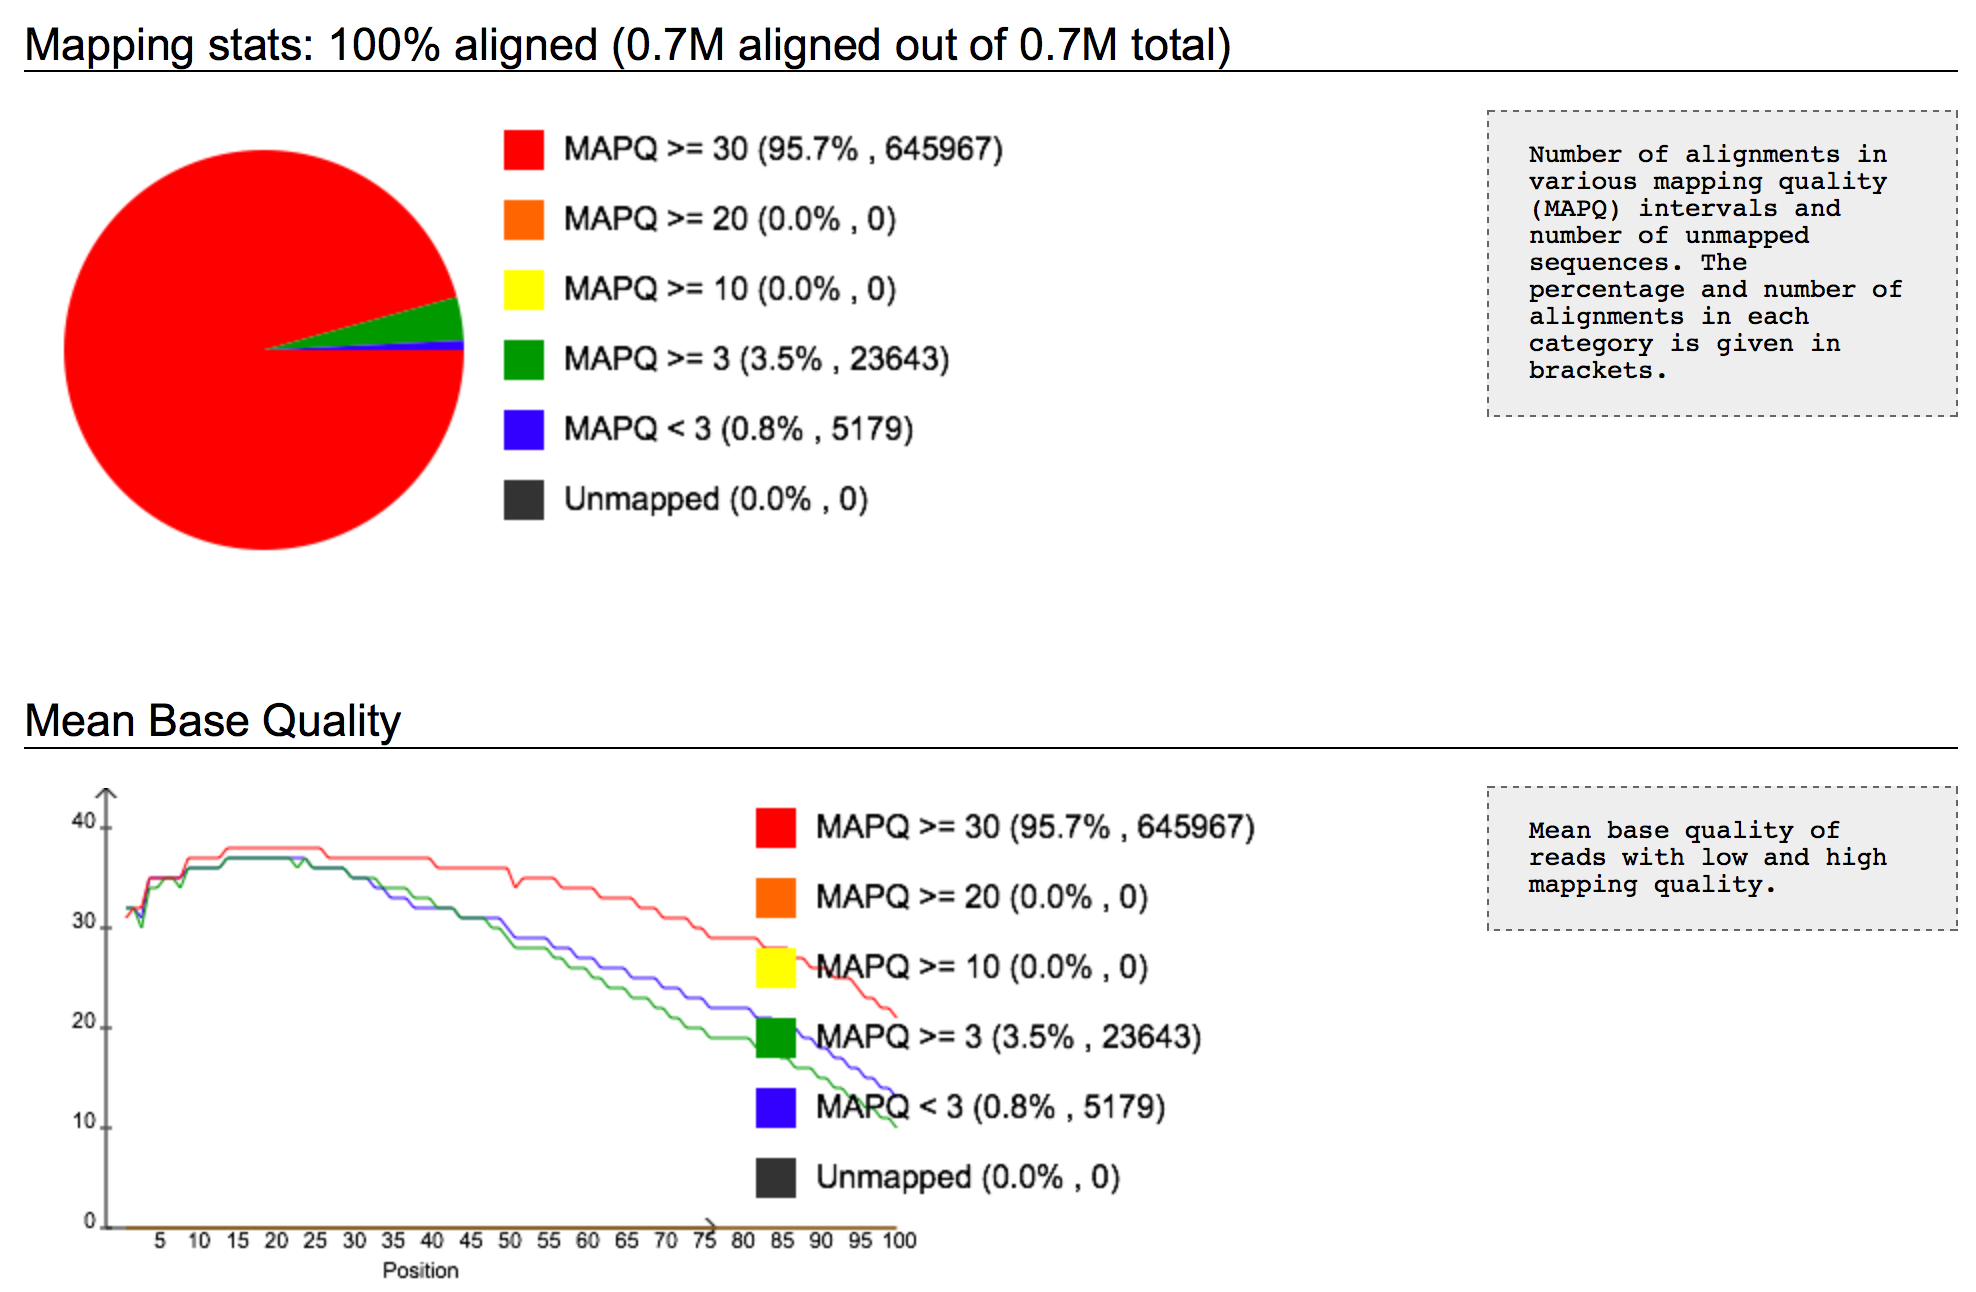 Mapping stats: 100% aligned (0.7M aligned out of 0.7M total)
MAPQ >= 30 (95.7% , 645967)
MAPQ >= 20 (0.0% , 0)
MAPQ >= 10 (0.0% , 0)
MAPQ >= 3 (3.5% , 23643)
MAPQ < 3 (0.8% , 5179)
Unmapped (0.0% , 0)
Number of alignments in
various mapping quality
(MAPQ) intervals and
number of unmapped
sequences. The
percentage and number of
alignments in each
category is given in
brackets.
Mean Base Quality
40
30
20
10
0
5 10 15 20 25 30 35 40 45 50 55 60 65 70 75 80 85 90 95 100
Position
MAPQ >= 30 (95.7% , 645967)
MAPQ >= 20 (0.0% , 0)
MAPQ >= 10 (0.0% , 0)
MAPQ >= 3 (3.5% , 23643)
MAPQ < 3 (0.8% , 5179)
Unmapped (0.0% , 0)
Mean base quality of
reads with low and high
mapping quality.